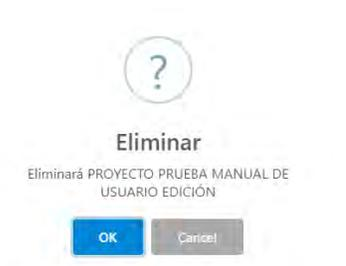 ?
Eliminar
Eliminará PROYECTO PRUEBA MANUAL DE
USUARIO EDICIÓN
OK Cancel